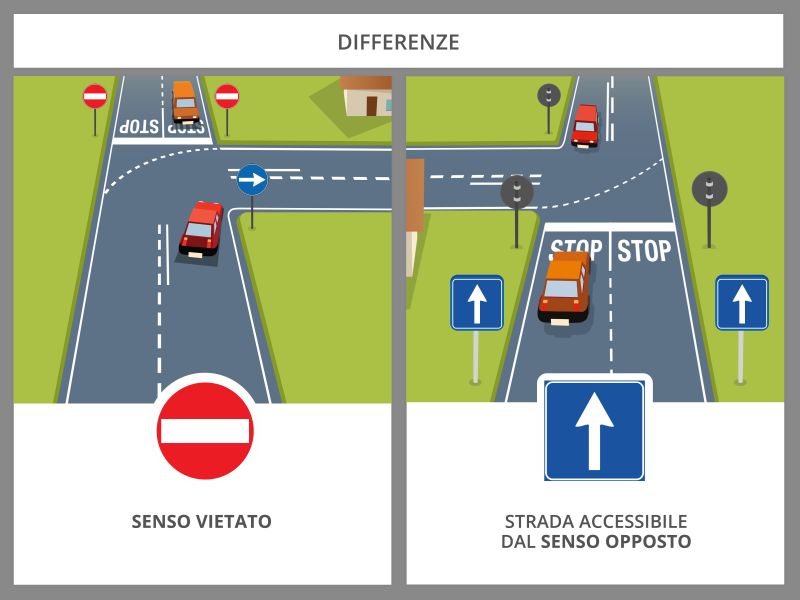 DIFFERENZE
STOP STOP
STOP STOP
SENSO VIETATO
STRADA ACCESSIBILE
DAL SENSO OPPOSTO